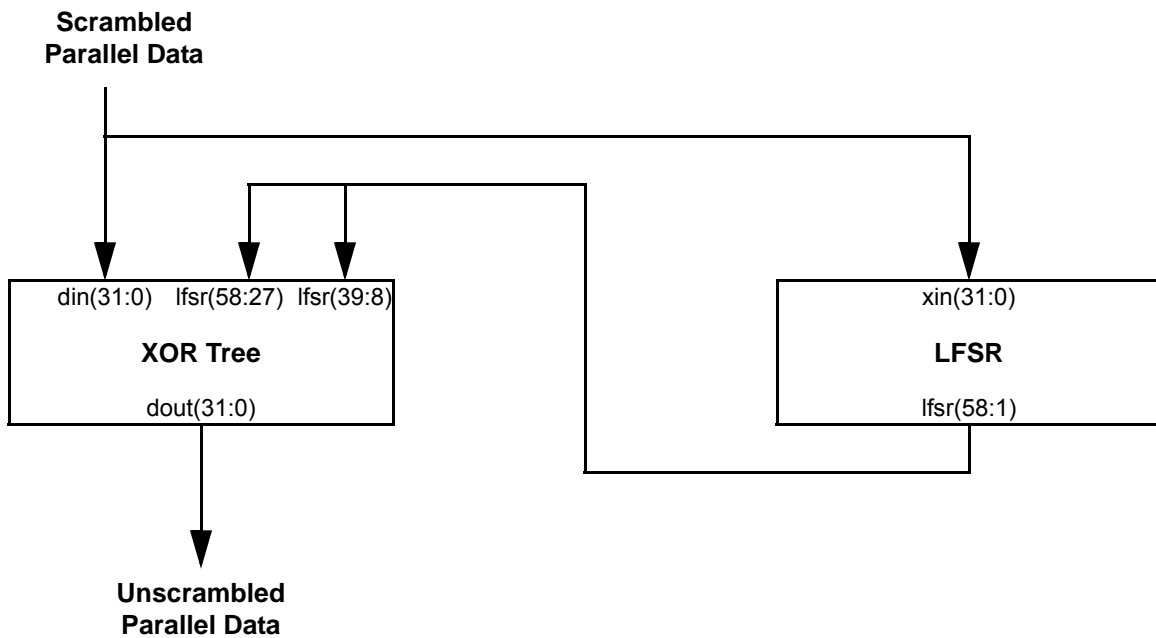 Scrambled
Parallel Data
din(31:0) lfsr(58:27) lfsr(39:8)
XOR Tree
dout(31:0)
xin(31:0)
LFSR
lfsr(58:1)
Unscrambled
Parallel Data